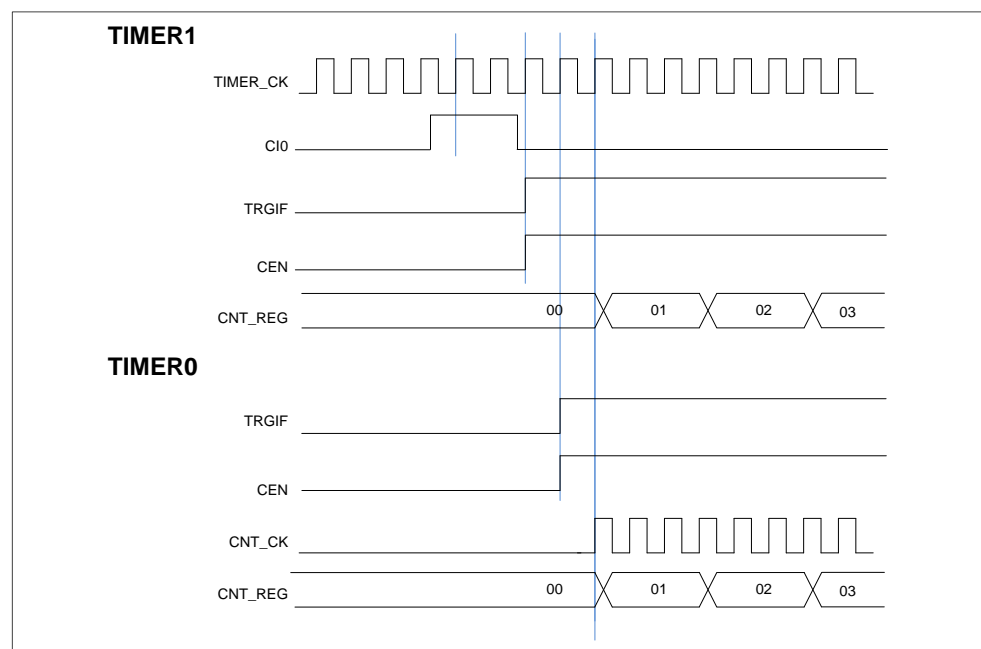 TIMER1
TIMER_CK
CI0
TRGIF
CEN
CNT_REG 00 01 02 03
TIMER0
TRGIF
CEN
CNT_CK
CNT_REG 00 01 02 03